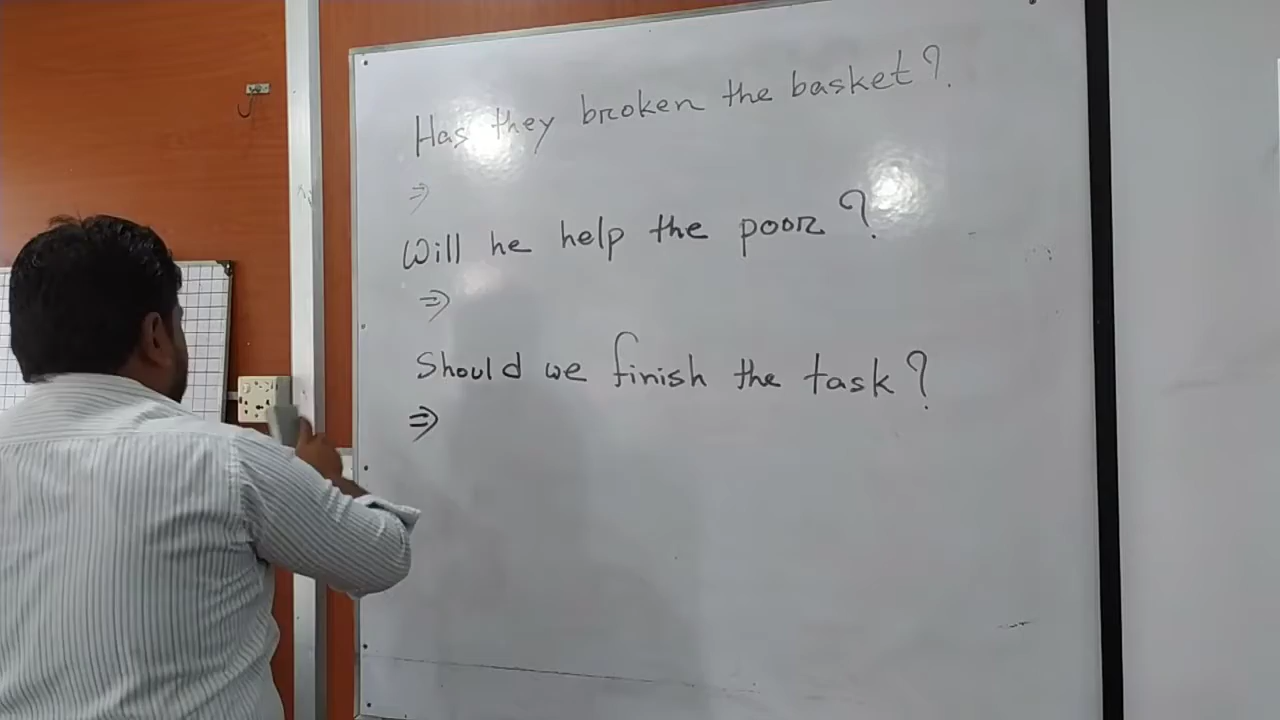 Has they broken the basket?
⇒
Will he help the poor?
⇒
Should we finish the task?
⇒